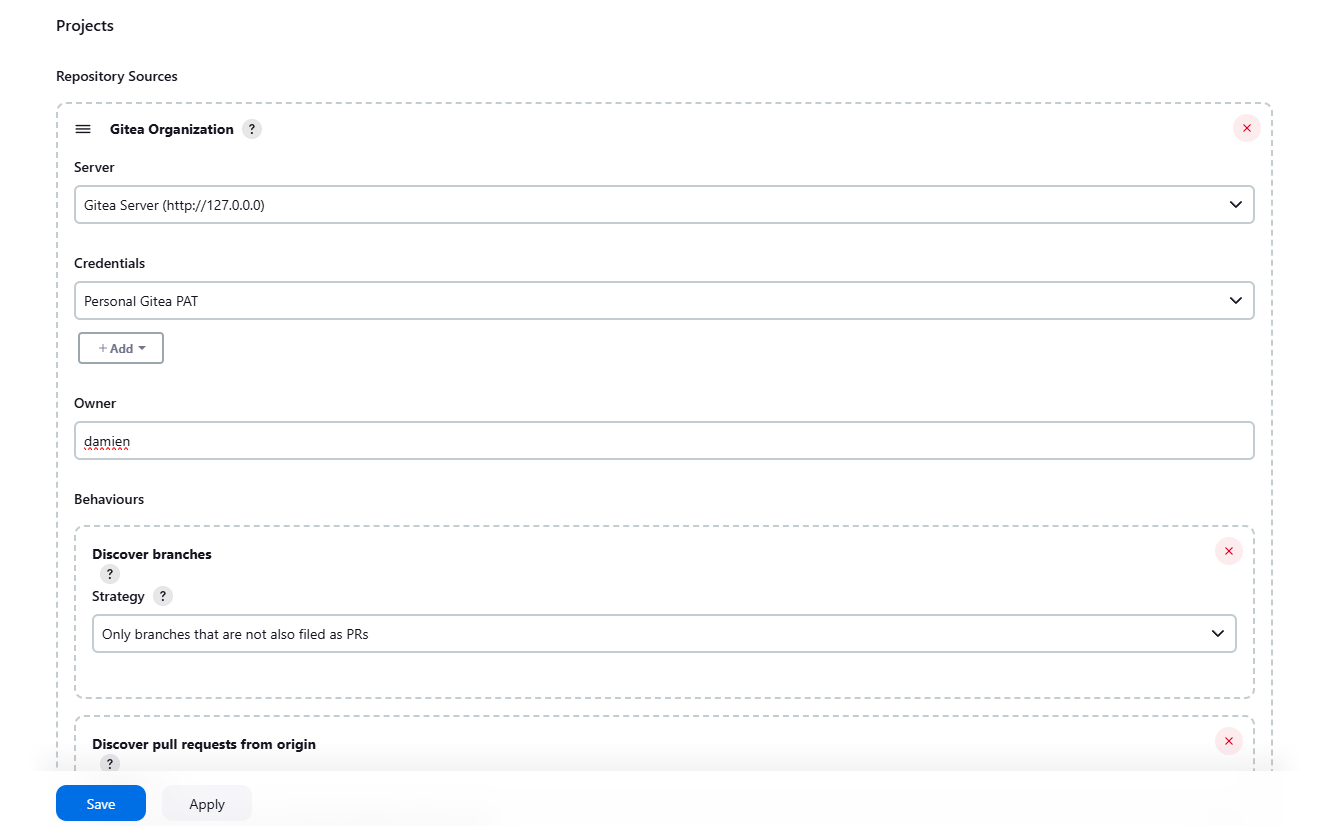 Projects
Repository Sources
Gitea Organization ?
Server
Gitea Server (http://127.0.0.0)
Credentials
Personal Gitea PAT
+ Add
Owner
damien
Behaviours
Discover branches
?
Strategy ?
Only branches that are not also filed as PRs
Discover pull requests from origin
?
Save Apply